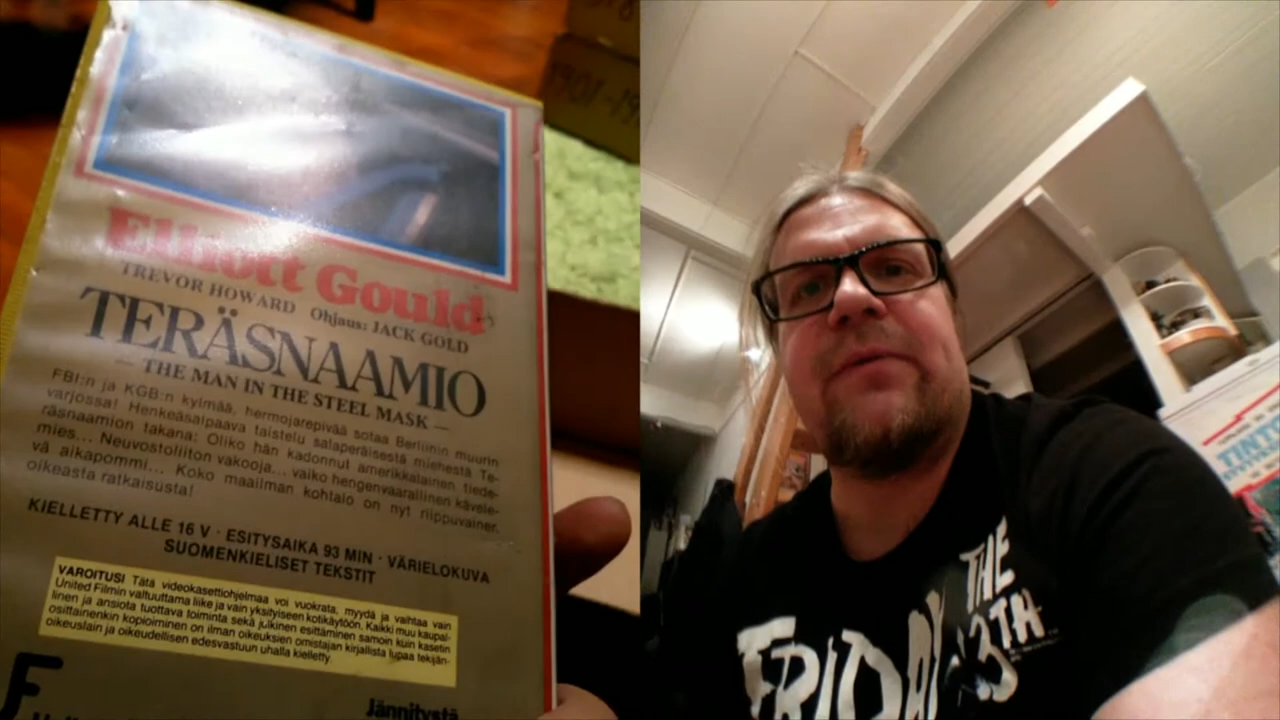 Elliott Gould
TREVOR HOWARD Ohjaus: JACK GOLD
TERÄSNAAMIO
— THE MAN IN THE STEEL MASK —
FBI:n ja KGB:n kylmää, hermojarepivää sotaa Berliinin muurin
varjossa! Henkeäsalpaava taistelu salaperäisestä miehestä Te-
räsnaamion takana: Oliko hän kadonnut amerikkalainen tiede-
mies... Neuvostoliiton vakooja... vaiko hengenvaarallinen kävele-
vä aikapommi... Koko maailman kohtalo on nyt riippuvainen
oikeasta ratkaisusta!
KIELLETTY ALLE 16 V · ESITYSAIKA 93 MIN · VÄRIELOKUVA
SUOMENKIELISET TEKSTIT
VAROITUS! Tätä videokasettiohjelmaa voi vuokrata, myydä ja vaihtaa vain
United Filmin valtuuttama liike ja vain yksityiseen kotikäyttöön. Kaikki muu kaupal-
linen ja ansiota tuottava toiminta sekä julkinen esittäminen samoin kuin kasetin
osittainenkin kopioiminen on ilman oikeuksien omistajan kirjallista lupaa tekijän-
oikeuslain ja oikeudellisen edesvastuun uhalla kielletty.
F
Jännitystä
FRIDAY
THE
13TH